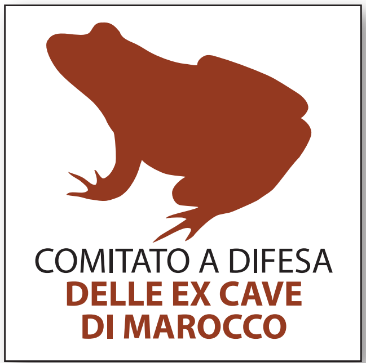 COMITATO A DIFESA
DELLE EX CAVE
DI MAROCCO